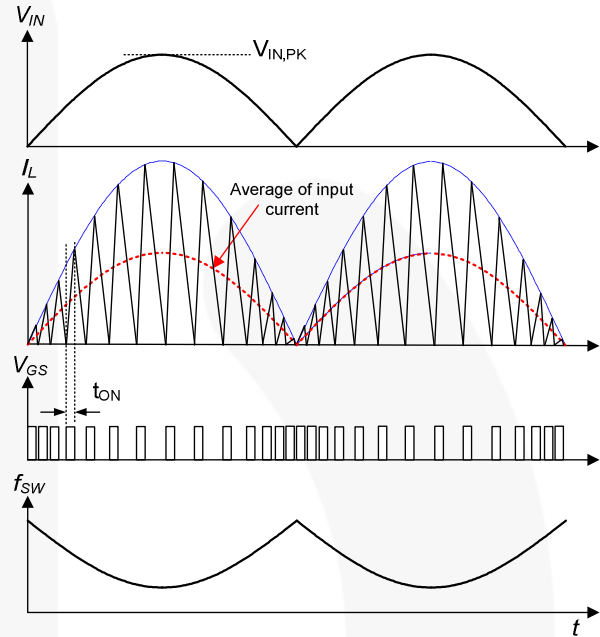 V_IN
V_IN,PK
I_L
Average of input
current
V_GS
t_ON
f_SW
t